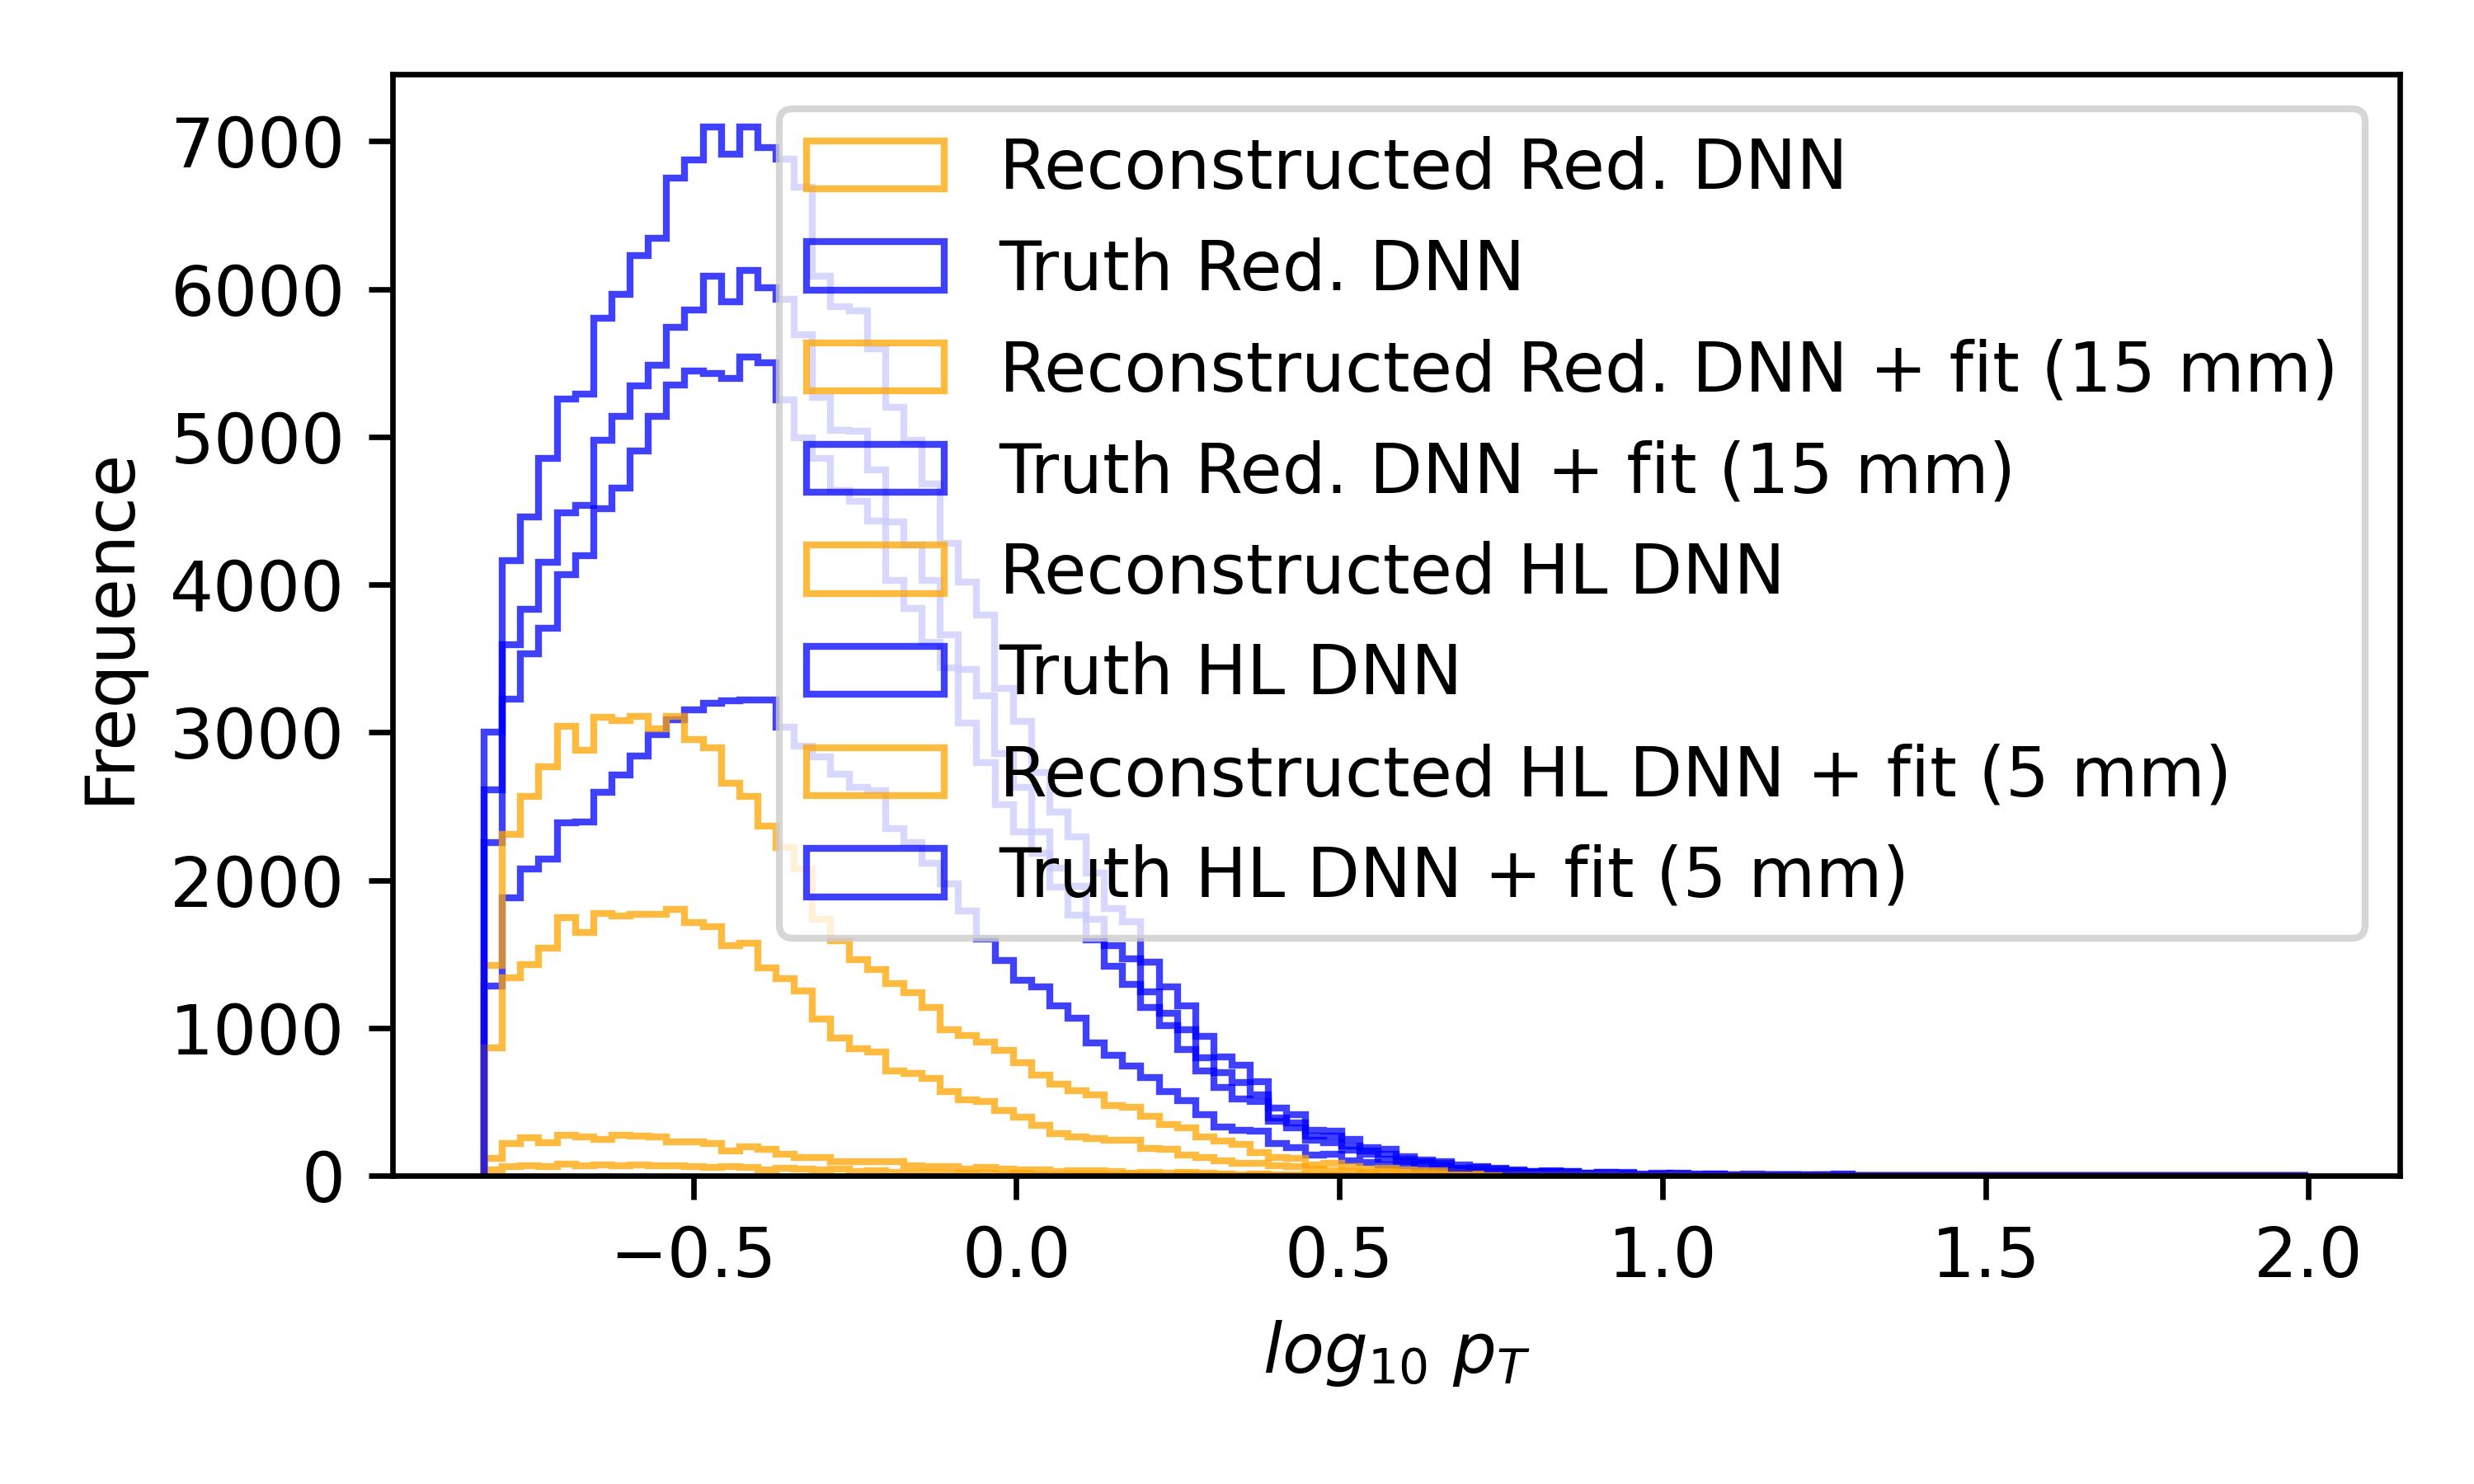 7000
6000
5000
4000
3000
2000
1000
0
Frequency
Reconstructed Red. DNN
Truth Red. DNN
Reconstructed Red. DNN + fit (15 mm)
Truth Red. DNN + fit (15 mm)
Reconstructed HL DNN
Truth HL DNN
Reconstructed HL DNN + fit (5 mm)
Truth HL DNN + fit (5 mm)
−0.5 0.0 0.5 1.0 1.5 2.0
log₁₀ p_T